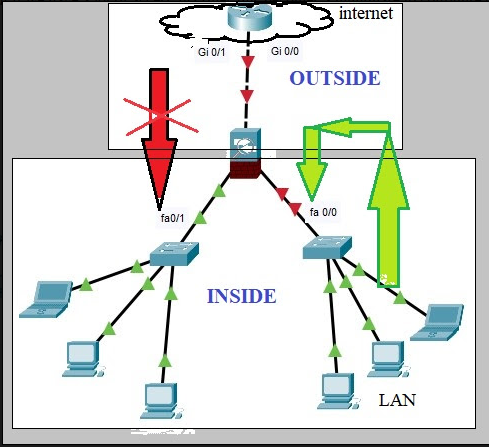 internet
Gi 0/1
Gi 0/0
OUTSIDE
fa0/1
fa 0/0
INSIDE
LAN